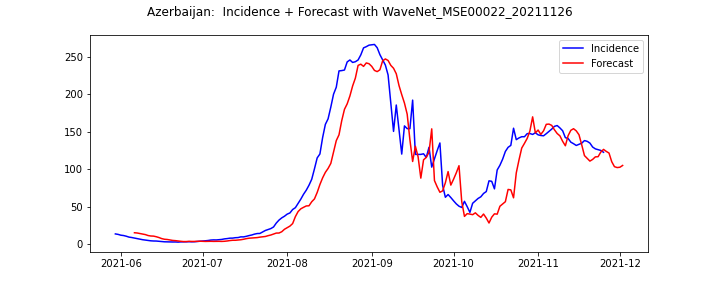 Azerbaijan:  Incidence + Forecast with WaveNet_MSE00022_20211126
Incidence
Forecast
250
200
150
100
50
0
2021-06 2021-07 2021-08 2021-09 2021-10 2021-11 2021-12